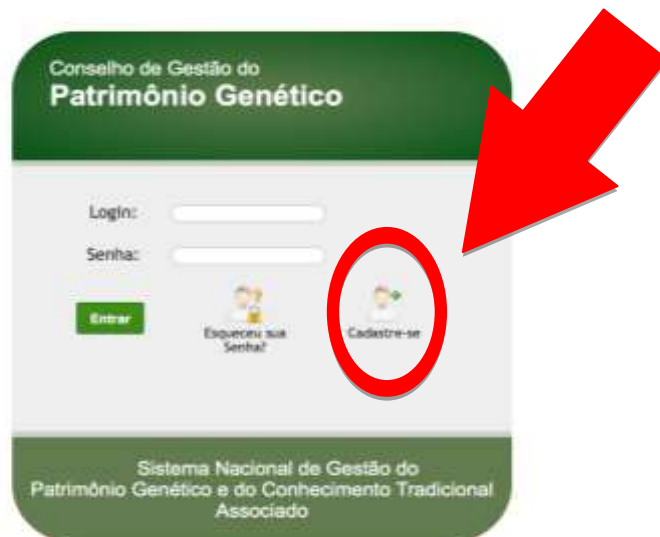 Conselho de Gestão do
Patrimônio Genético
Login:
Senha:
Entrar
Esqueceu sua
Senha?
Cadastre-se
Sistema Nacional de Gestão do
Patrimônio Genético e do Conhecimento Tradicional
Associado